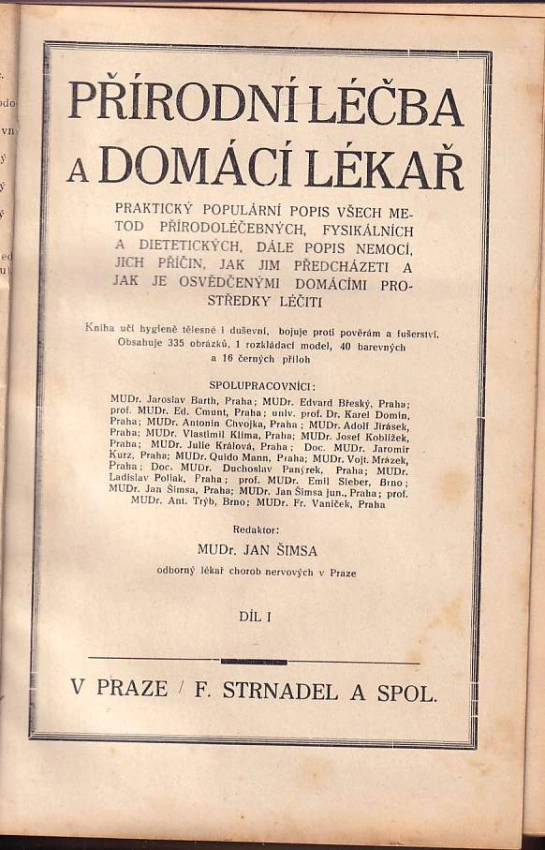 PŘÍRODNÍ LÉČBA
A DOMÁCÍ LÉKAŘ
PRAKTICKÝ POPULÁRNÍ POPIS VŠECH ME-
TOD PŘÍRODOLÉČEBNÝCH, FYSIKÁLNÍCH
A DIETETICKÝCH, DÁLE POPIS NEMOCÍ,
JICH PŘÍČIN, JAK JIM PŘEDCHÁZETI A
JAK JE OSVĚDČENÝMI DOMÁCÍMI PRO-
STŘEDKY LÉČITI
Kniha učí hygieně tělesné i duševní, bojuje proti pověrám a fušerství.
Obsahuje 335 obrázků, 1 rozkládací model, 40 barevných
a 16 černých příloh
SPOLUPRACOVNÍCI:
MUDr. Jaroslav Barth, Praha; MUDr. Edvard Břeský, Praha;
prof. MUDr. Ed. Cmunt, Praha; univ. prof. Dr. Karel Domin,
Praha; MUDr. Antonín Chvojka, Praha; MUDr. Adolf Jirásek,
Praha; MUDr. Vlastimil Klíma, Praha; MUDr. Josef Koblížek,
Praha; MUDr. Julie Králová, Praha; Doc. MUDr. Jaromír
Kurz, Praha; MUDr. Quido Mann, Praha; MUDr. Vojt. Mrázek,
Praha; Doc. MUDr. Duchoslav Panýrek, Praha; MUDr.
Ladislav Pollak, Praha; prof. MUDr. Emil Sieber, Brno;
MUDr. Jan Šimsa, Praha; MUDr. Jan Šimsa jun., Praha; prof.
MUDr. Ant. Trýb, Brno; MUDr. Fr. Vaníček, Praha
Redaktor:
MUDr. JAN ŠIMSA
odborný lékař chorob nervových v Praze
DÍL I
V PRAZE / F. STRNADEL A SPOL.